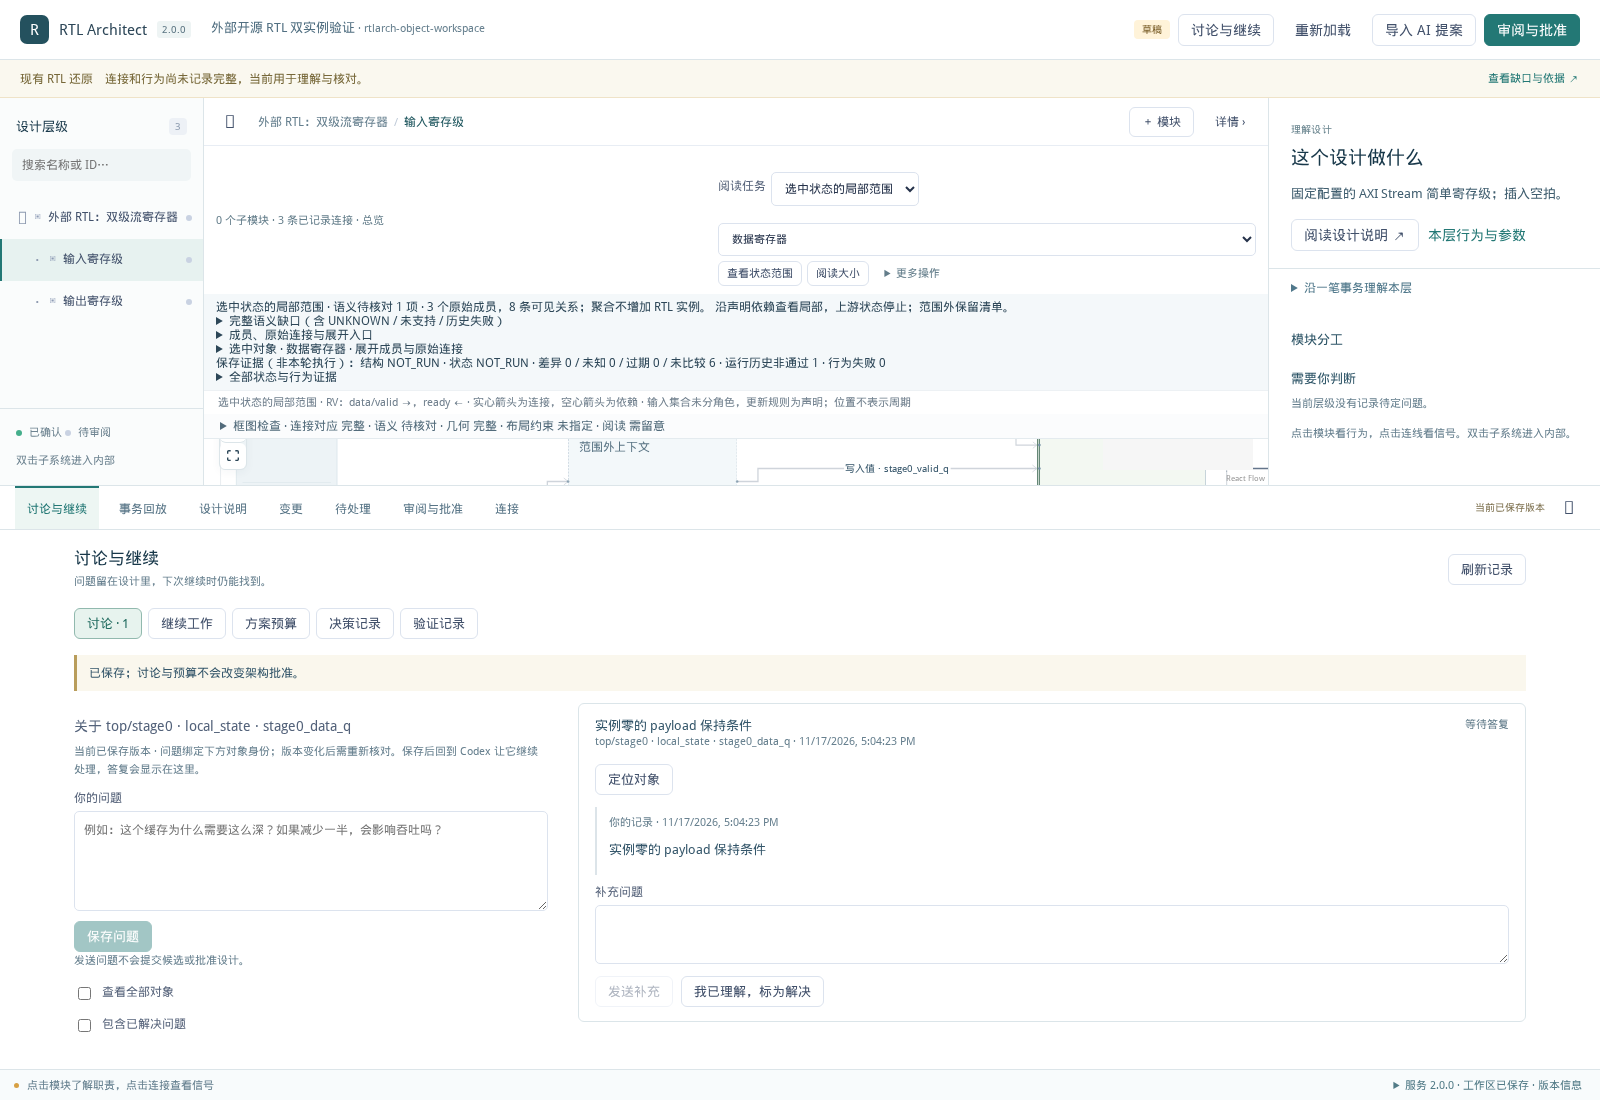 R RTL Architect 2.0.0 外部开源 RTL 双实例验证 · rtlarch-object-workspace 草稿 讨论与继续 重新加载 导入 AI 提案 审阅与批准
现有 RTL 还原 连接和行为尚未记录完整，当前用于理解与核对。 查看缺口与依据 ↗
设计层级 3
搜索名称或 ID…
外部 RTL：双级流寄存器
输入寄存级
输出寄存级
已确认 待审阅
双击子系统进入内部
外部 RTL：双级流寄存器 / 输入寄存级 ＋ 模块 详情 ›
阅读任务 选中状态的局部范围
0 个子模块 · 3 条已记录连接 · 总览
数据寄存器
查看状态范围 阅读大小 ▶ 更多操作
选中状态的局部范围 · 语义待核对 1 项 · 3 个原始成员，8 条可见关系；聚合不增加 RTL 实例。 沿声明依赖查看局部，上游状态停止；范围外保留清单。
▶ 完整语义缺口（含 UNKNOWN / 未支持 / 历史失败）
▶ 成员、原始连接与展开入口
▶ 选中对象 · 数据寄存器 · 展开成员与原始连接
保存证据（非本轮执行）：结构 NOT_RUN · 状态 NOT_RUN · 差异 0 / 未知 0 / 过期 0 / 未比较 6 · 运行历史非通过 1 · 行为失败 0
▶ 全部状态与行为证据
选中状态的局部范围 · RV：data/valid →，ready ← · 实心箭头为连接，空心箭头为依赖 · 输入集合未分角色，更新规则为声明；位置不表示周期
▶ 框图检查 · 连接对应 完整 · 语义 待核对 · 几何 完整 · 布局约束 未指定 · 阅读 需留意
范围外上下文
写入值 · stage0_valid_q
React Flow
理解设计
这个设计做什么
固定配置的 AXI Stream 简单寄存级；插入空拍。
阅读设计说明 ↗ 本层行为与参数
▶ 沿一笔事务理解本层
模块分工
需要你判断
当前层级没有记录待定问题。
点击模块看行为，点击连线看信号。双击子系统进入内部。
讨论与继续 事务回放 设计说明 变更 待处理 审阅与批准 连接 当前已保存版本
讨论与继续
问题留在设计里，下次继续时仍能找到。
刷新记录
讨论 · 1 继续工作 方案预算 决策记录 验证记录
已保存；讨论与预算不会改变架构批准。
关于 top/stage0 · local_state · stage0_data_q
当前已保存版本 · 问题绑定下方对象身份；版本变化后需重新核对。保存后回到 Codex 让它继续
处理，答复会显示在这里。
你的问题
例如：这个缓存为什么需要这么深？如果减少一半，会影响吞吐吗？
保存问题
发送问题不会提交候选或批准设计。
查看全部对象
包含已解决问题
实例零的 payload 保持条件 等待答复
top/stage0 · local_state · stage0_data_q · 11/17/2026, 5:04:23 PM
定位对象
你的记录 · 11/17/2026, 5:04:23 PM
实例零的 payload 保持条件
补充问题
发送补充 我已理解，标为解决
点击模块了解职责，点击连接查看信号 ▶ 服务 2.0.0 · 工作区已保存 · 版本信息